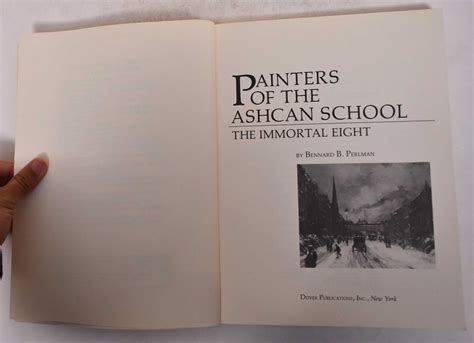 PAINTERS
OF THE
ASHCAN SCHOOL
THE IMMORTAL EIGHT
BY BENNARD B. PERLMAN
DOVER PUBLICATIONS, INC., New York